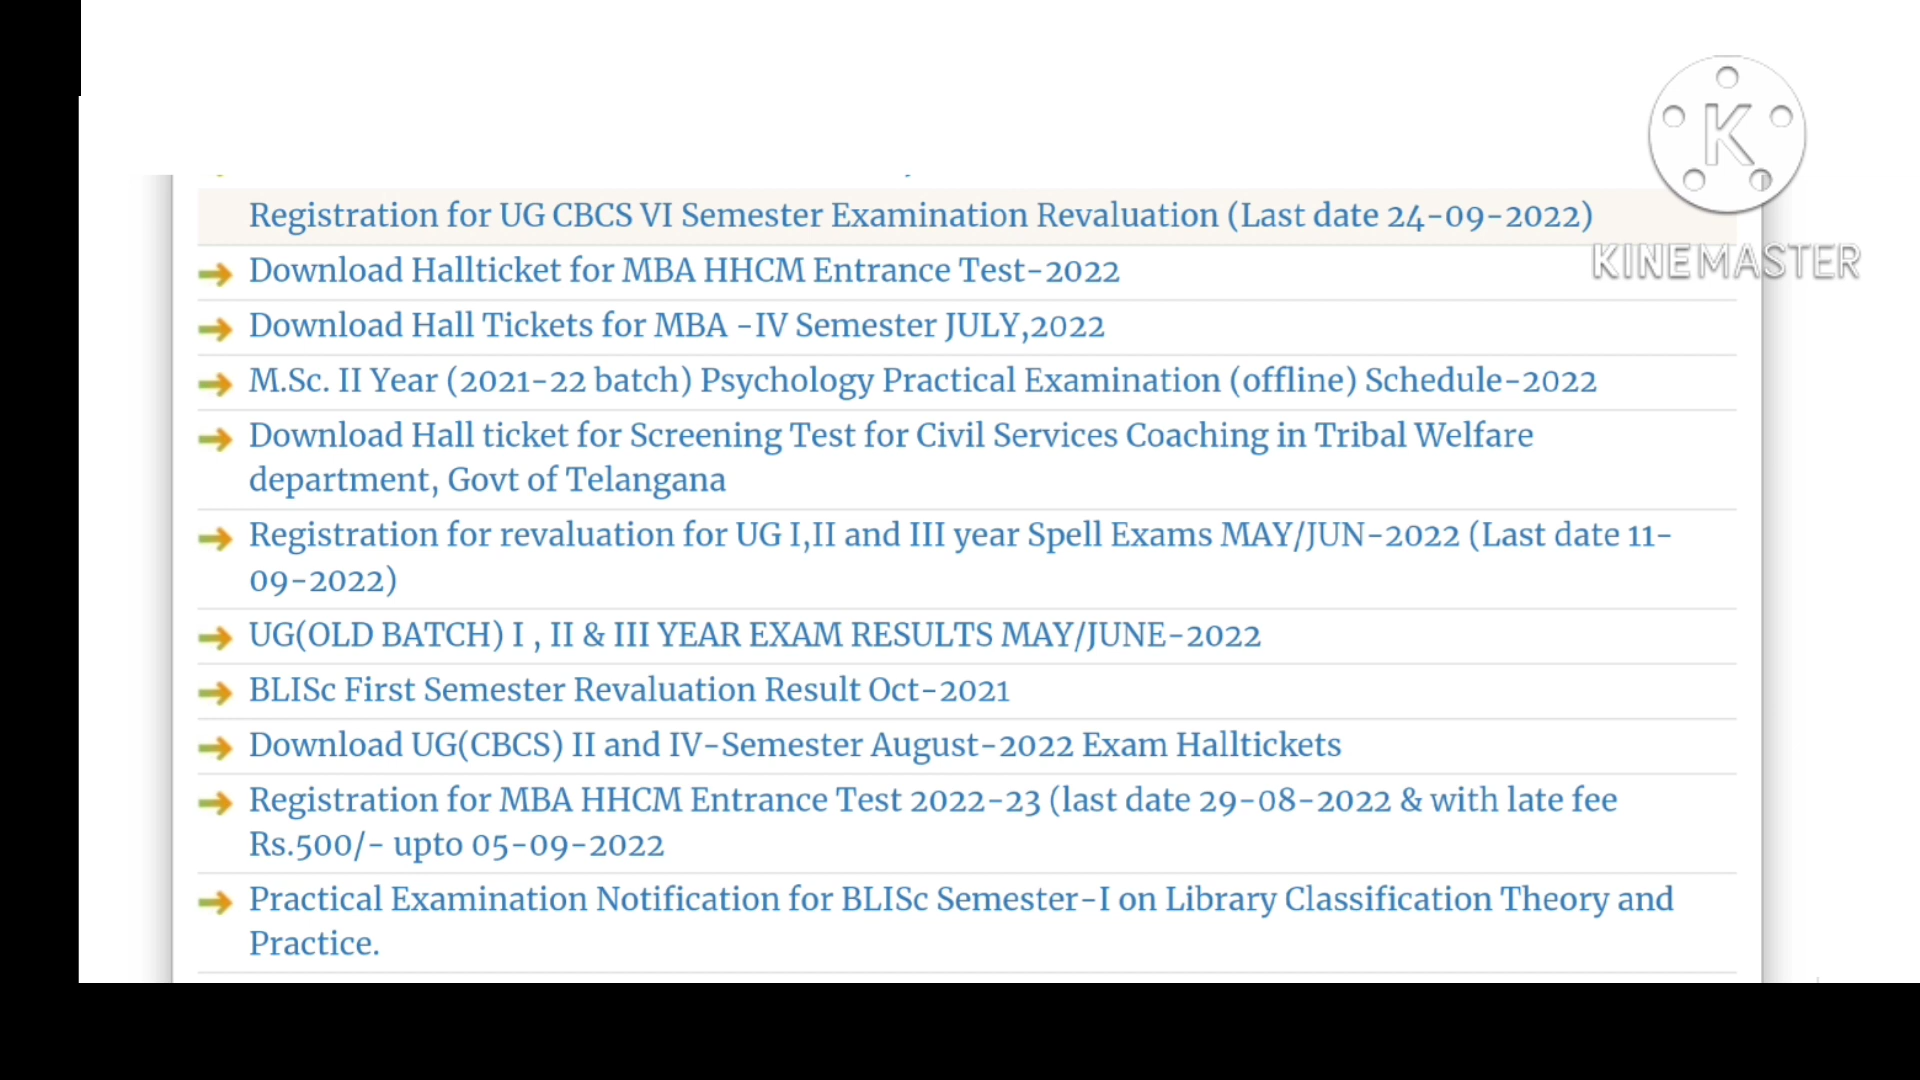 K
KINEMASTER
Registration for UG CBCS VI Semester Examination Revaluation (Last date 24-09-2022)
Download Hallticket for MBA HHCM Entrance Test-2022
Download Hall Tickets for MBA -IV Semester JULY,2022
M.Sc. II Year (2021-22 batch) Psychology Practical Examination (offline) Schedule-2022
Download Hall ticket for Screening Test for Civil Services Coaching in Tribal Welfare
department, Govt of Telangana
Registration for revaluation for UG I,II and III year Spell Exams MAY/JUN-2022 (Last date 11-
09-2022)
UG(OLD BATCH) I , II & III YEAR EXAM RESULTS MAY/JUNE-2022
BLISc First Semester Revaluation Result Oct-2021
Download UG(CBCS) II and IV-Semester August-2022 Exam Halltickets
Registration for MBA HHCM Entrance Test 2022-23 (last date 29-08-2022 & with late fee
Rs.500/- upto 05-09-2022
Practical Examination Notification for BLISc Semester-I on Library Classification Theory and
Practice.